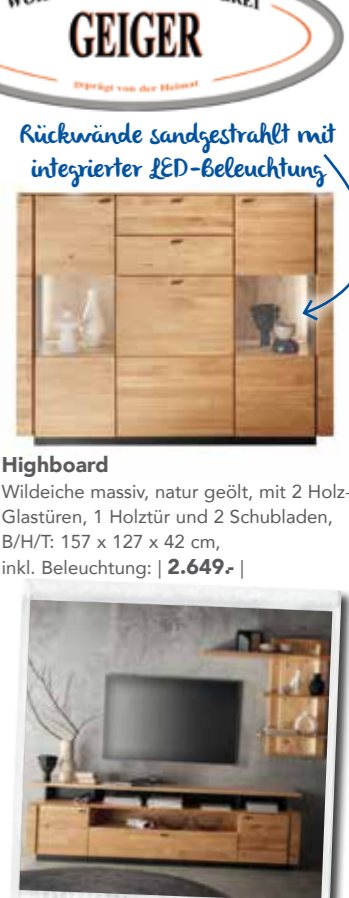 GEIGER
geprägt von der Heimat
Rückwände sandgestrahlt mit
integrierter LED-Beleuchtung
Highboard
Wildeiche massiv, natur geölt, mit 2 Holz-
Glastüren, 1 Holztür und 2 Schubladen,
B/H/T: 157 x 127 x 42 cm,
inkl. Beleuchtung: | 2.649.- |